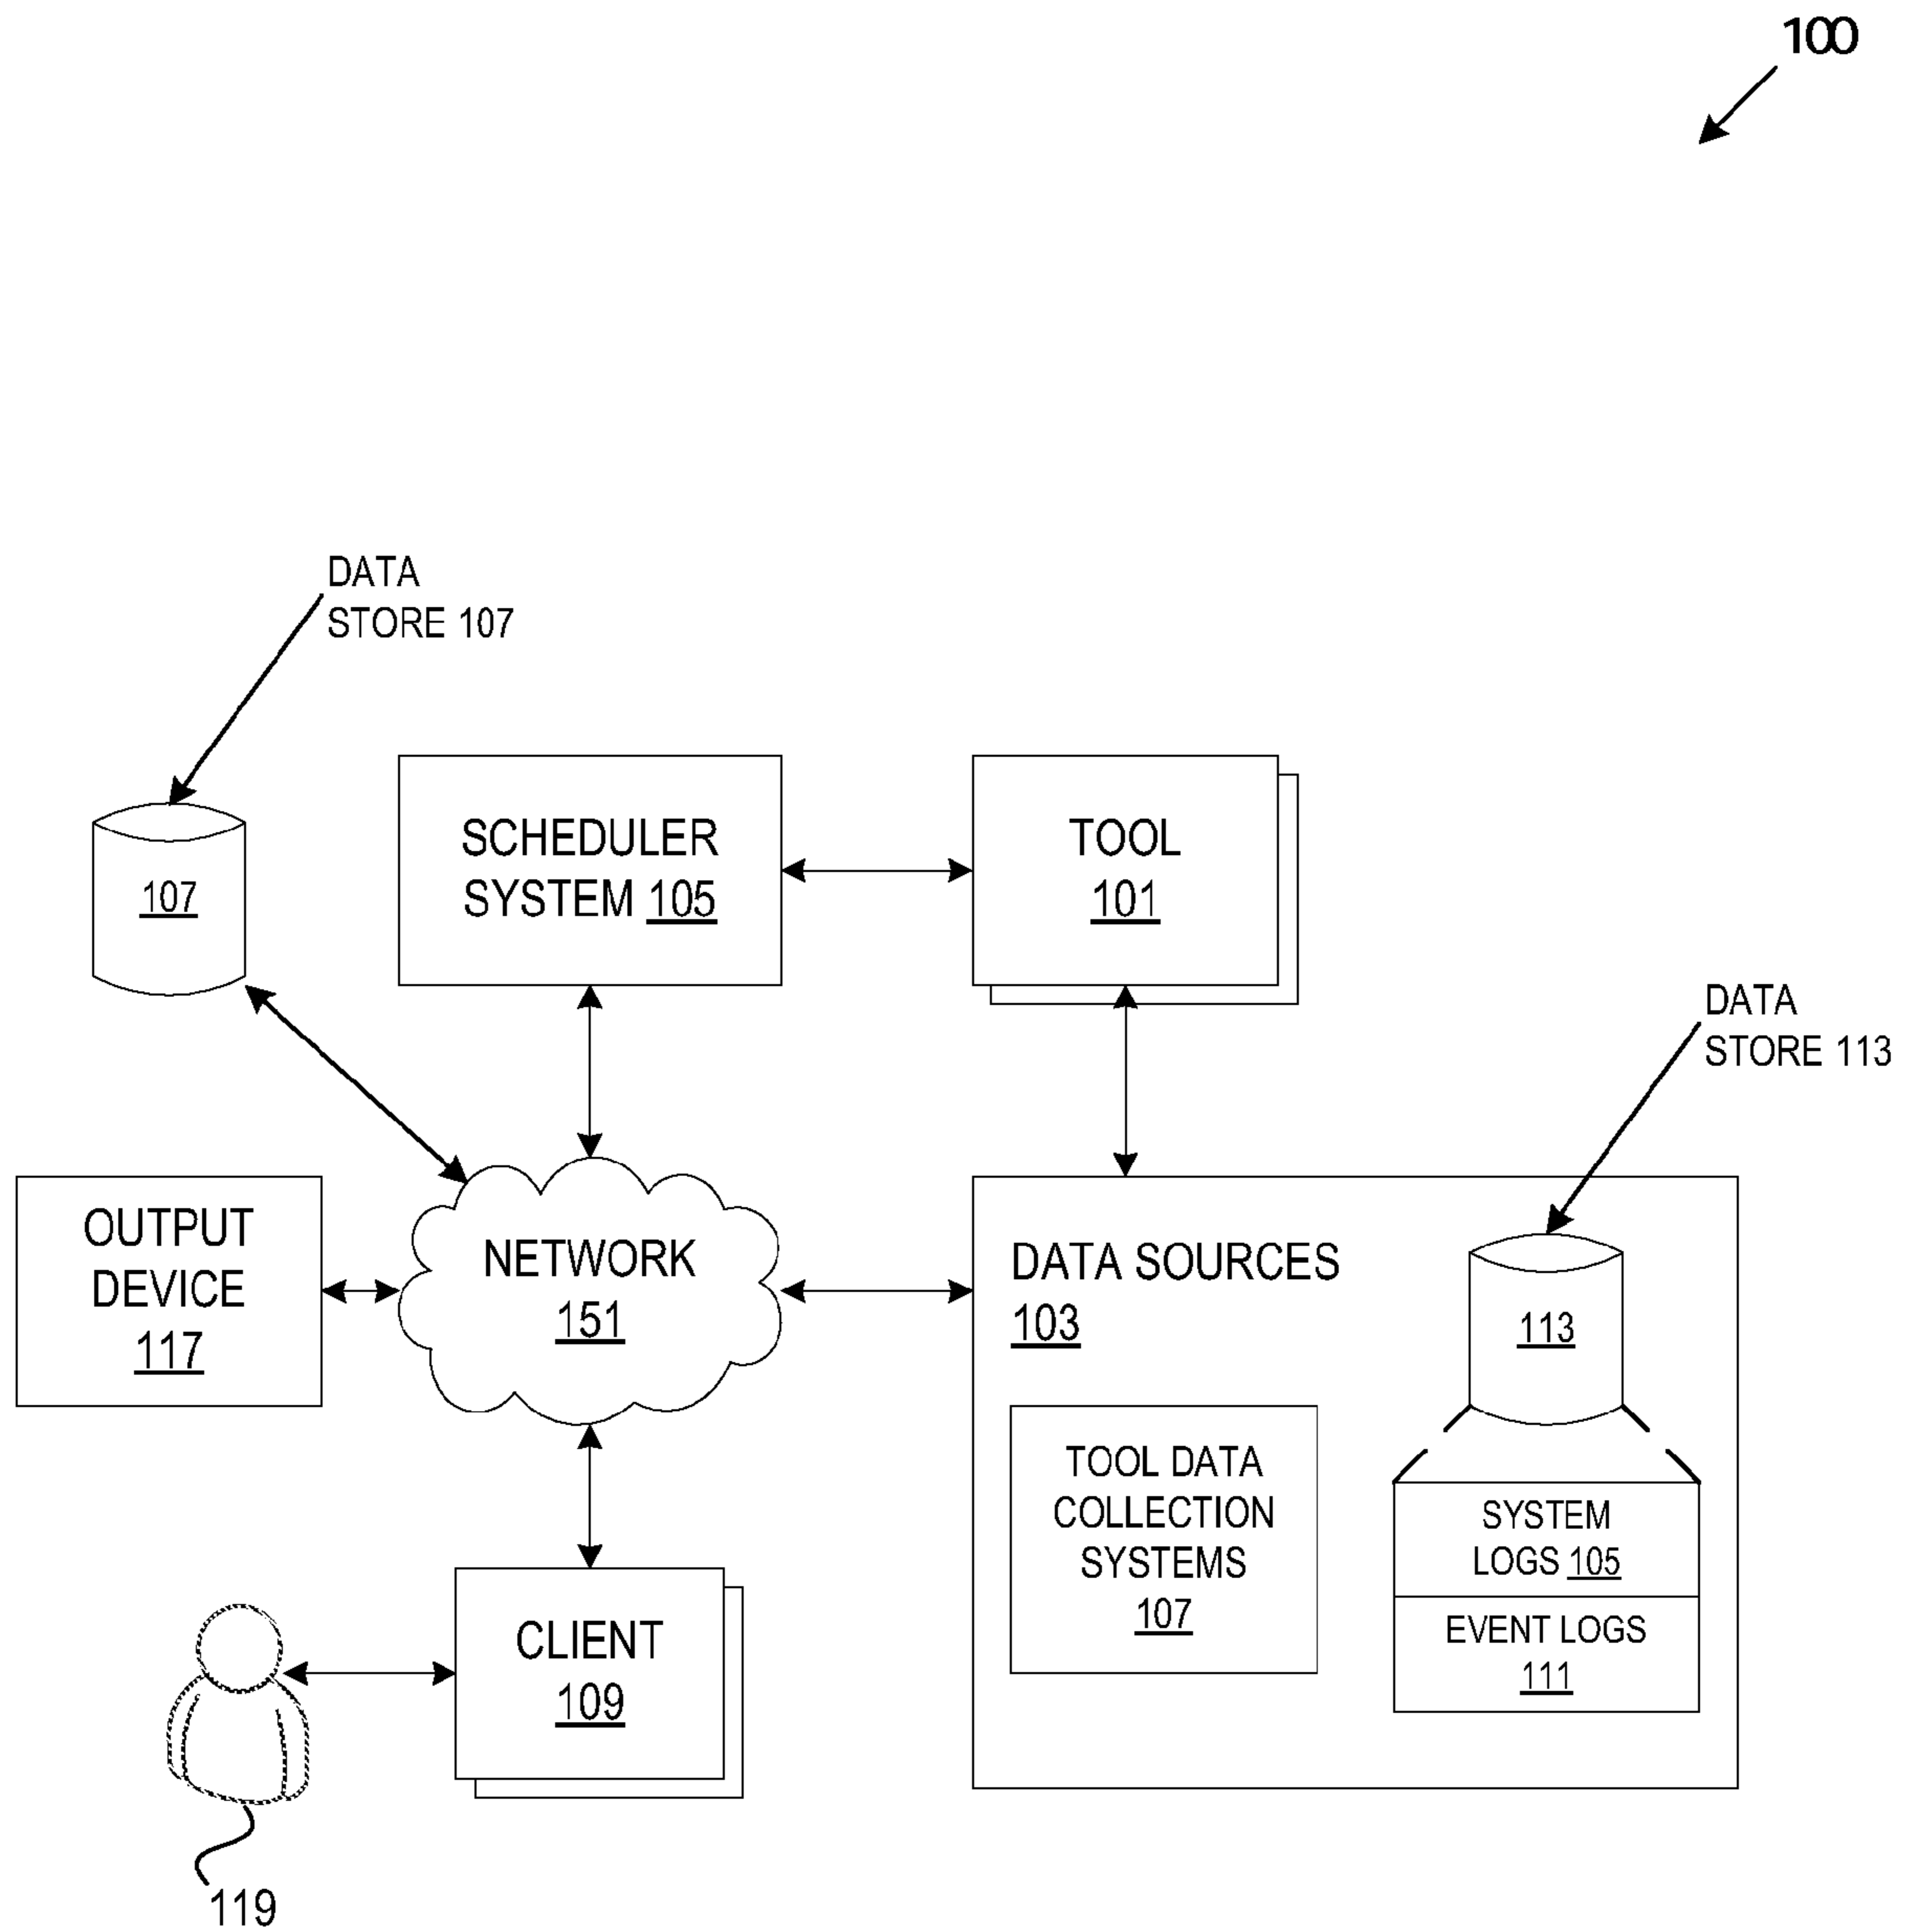 100
DATA
STORE 107
107
SCHEDULER
SYSTEM 105
TOOL
101
DATA
STORE 113
OUTPUT
DEVICE
117
NETWORK
151
DATA SOURCES
103
113
TOOL DATA
COLLECTION
SYSTEMS
107
SYSTEM
LOGS 105
EVENT LOGS
111
CLIENT
109
119